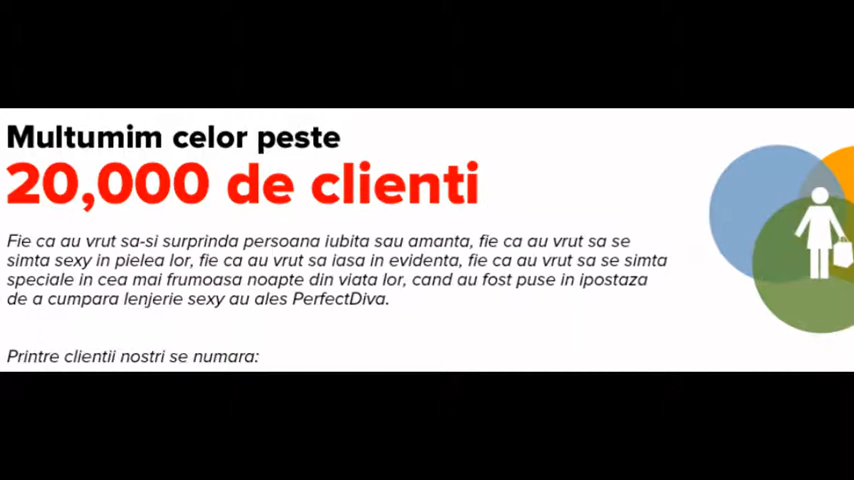 Multumim celor peste
20,000 de clienti
Fie ca au vrut sa-si surprinda persoana iubita sau amanta, fie ca au vrut sa se
simta sexy in pielea lor, fie ca au vrut sa iasa in evidenta, fie ca au vrut sa se simta
speciale in cea mai frumoasa noapte din viata lor, cand au fost puse in ipostaza
de a cumpara lenjerie sexy au ales PerfectDiva.
Printre clientii nostri se numara: